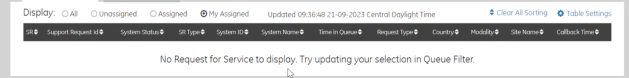 Display: All Unassigned Assigned My Assigned Updated 09:36:48 21-09-2023 Central Daylight Time Clear All Sorting Table Settings
SR Support Request Id System Status SR Type System ID System Name Time in Queue Request Type Country Modality Site Name Callback Time
No Request for Service to display. Try updating your selection in Queue Filter.